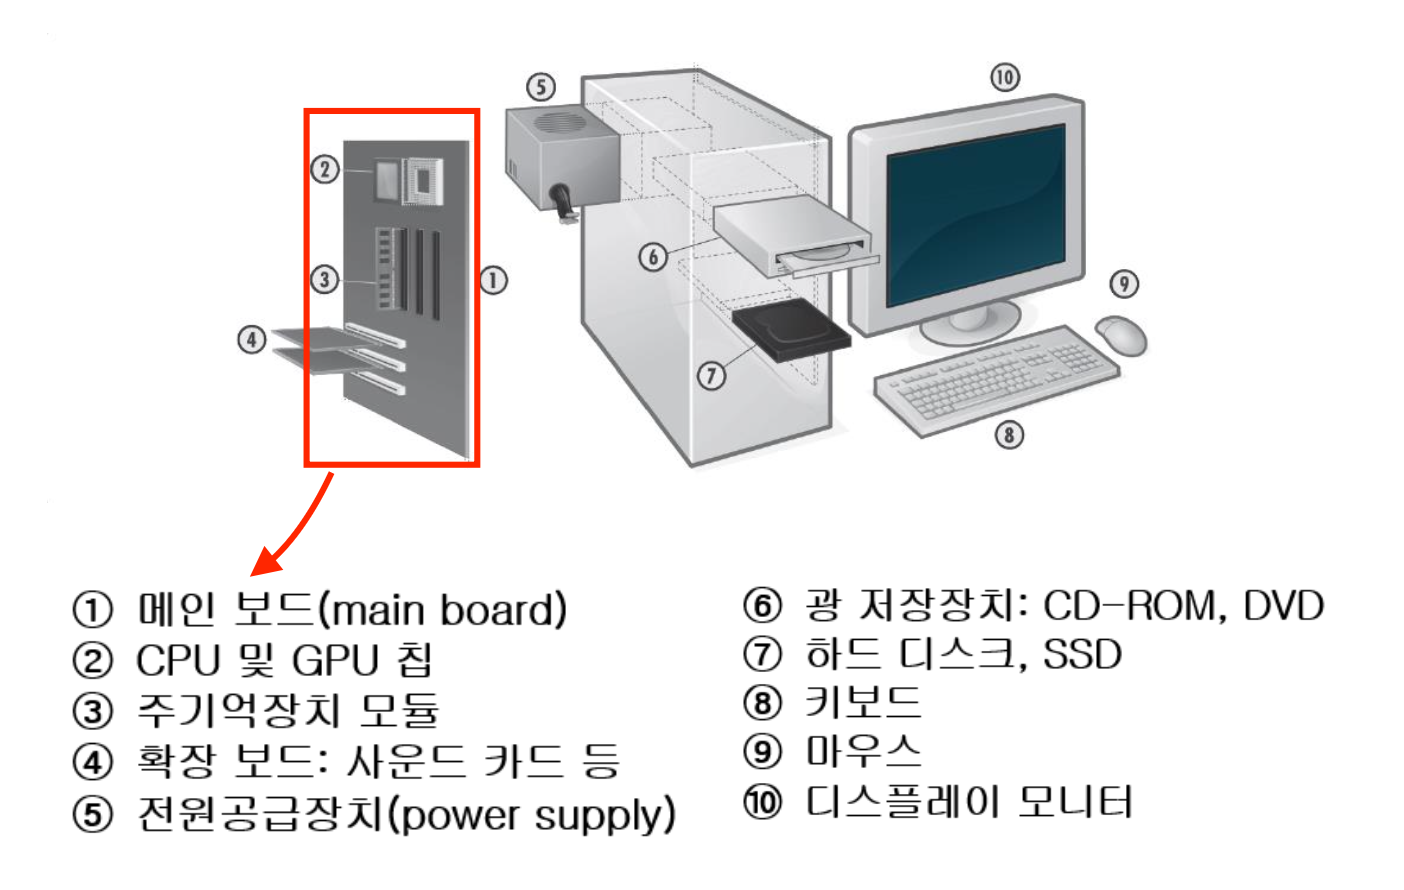 ⑤
⑩
②
⑥
③
①
⑨
④
⑦
⑧
① 메인 보드(main board)
② CPU 및 GPU 칩
③ 주기억장치 모듈
④ 확장 보드: 사운드 카드 등
⑤ 전원공급장치(power supply)
⑥ 광 저장장치: CD-ROM, DVD
⑦ 하드 디스크, SSD
⑧ 키보드
⑨ 마우스
⑩ 디스플레이 모니터